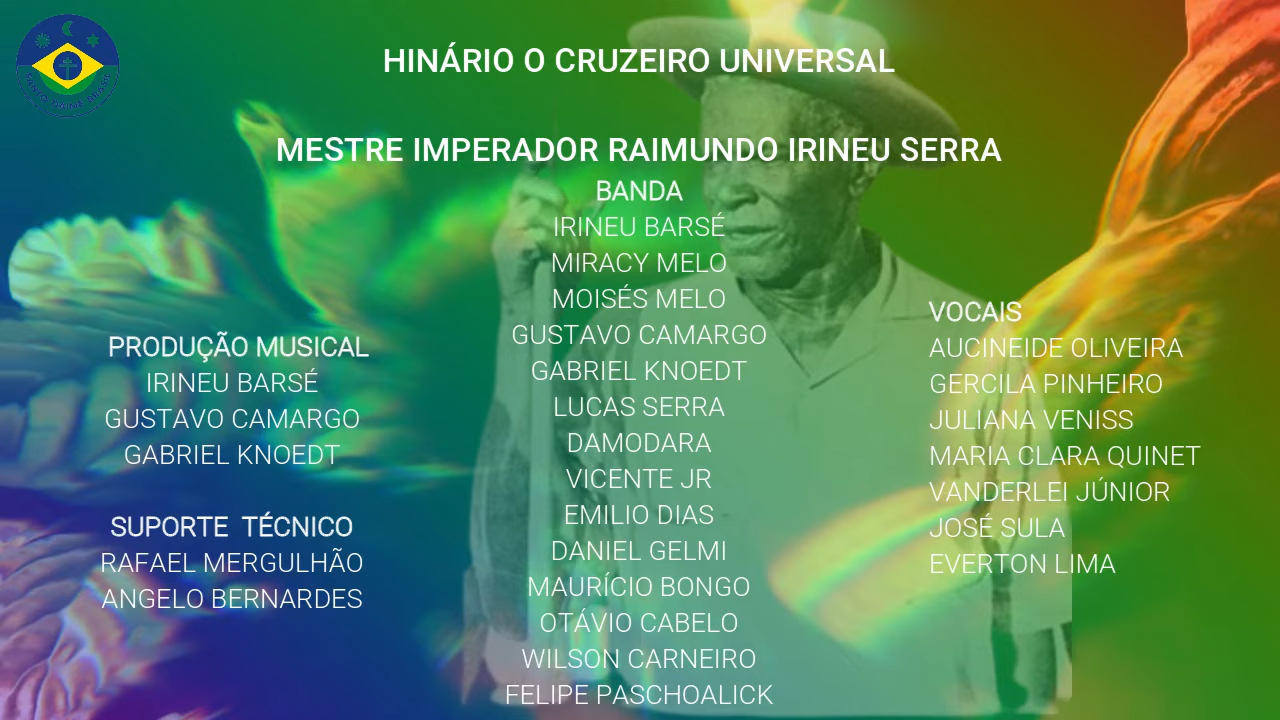 HINÁRIO O CRUZEIRO UNIVERSAL
MESTRE IMPERADOR RAIMUNDO IRINEU SERRA
BANDA
IRINEU BARSÉ
MIRACY MELO
MOISÉS MELO
GUSTAVO CAMARGO
GABRIEL KNOEDT
LUCAS SERRA
DAMODARA
VICENTE JR
EMILIO DIAS
DANIEL GELMI
MAURÍCIO BONGO
OTÁVIO CABELO
WILSON CARNEIRO
FELIPE PASCHOALICK
PRODUÇÃO MUSICAL
IRINEU BARSÉ
GUSTAVO CAMARGO
GABRIEL KNOEDT
SUPORTE TÉCNICO
RAFAEL MERGULHÃO
ANGELO BERNARDES
VOCAIS
AUCINEIDE OLIVEIRA
GERCILA PINHEIRO
JULIANA VENISS
MARIA CLARA QUINET
VANDERLEI JÚNIOR
JOSÉ SULA
EVERTON LIMA